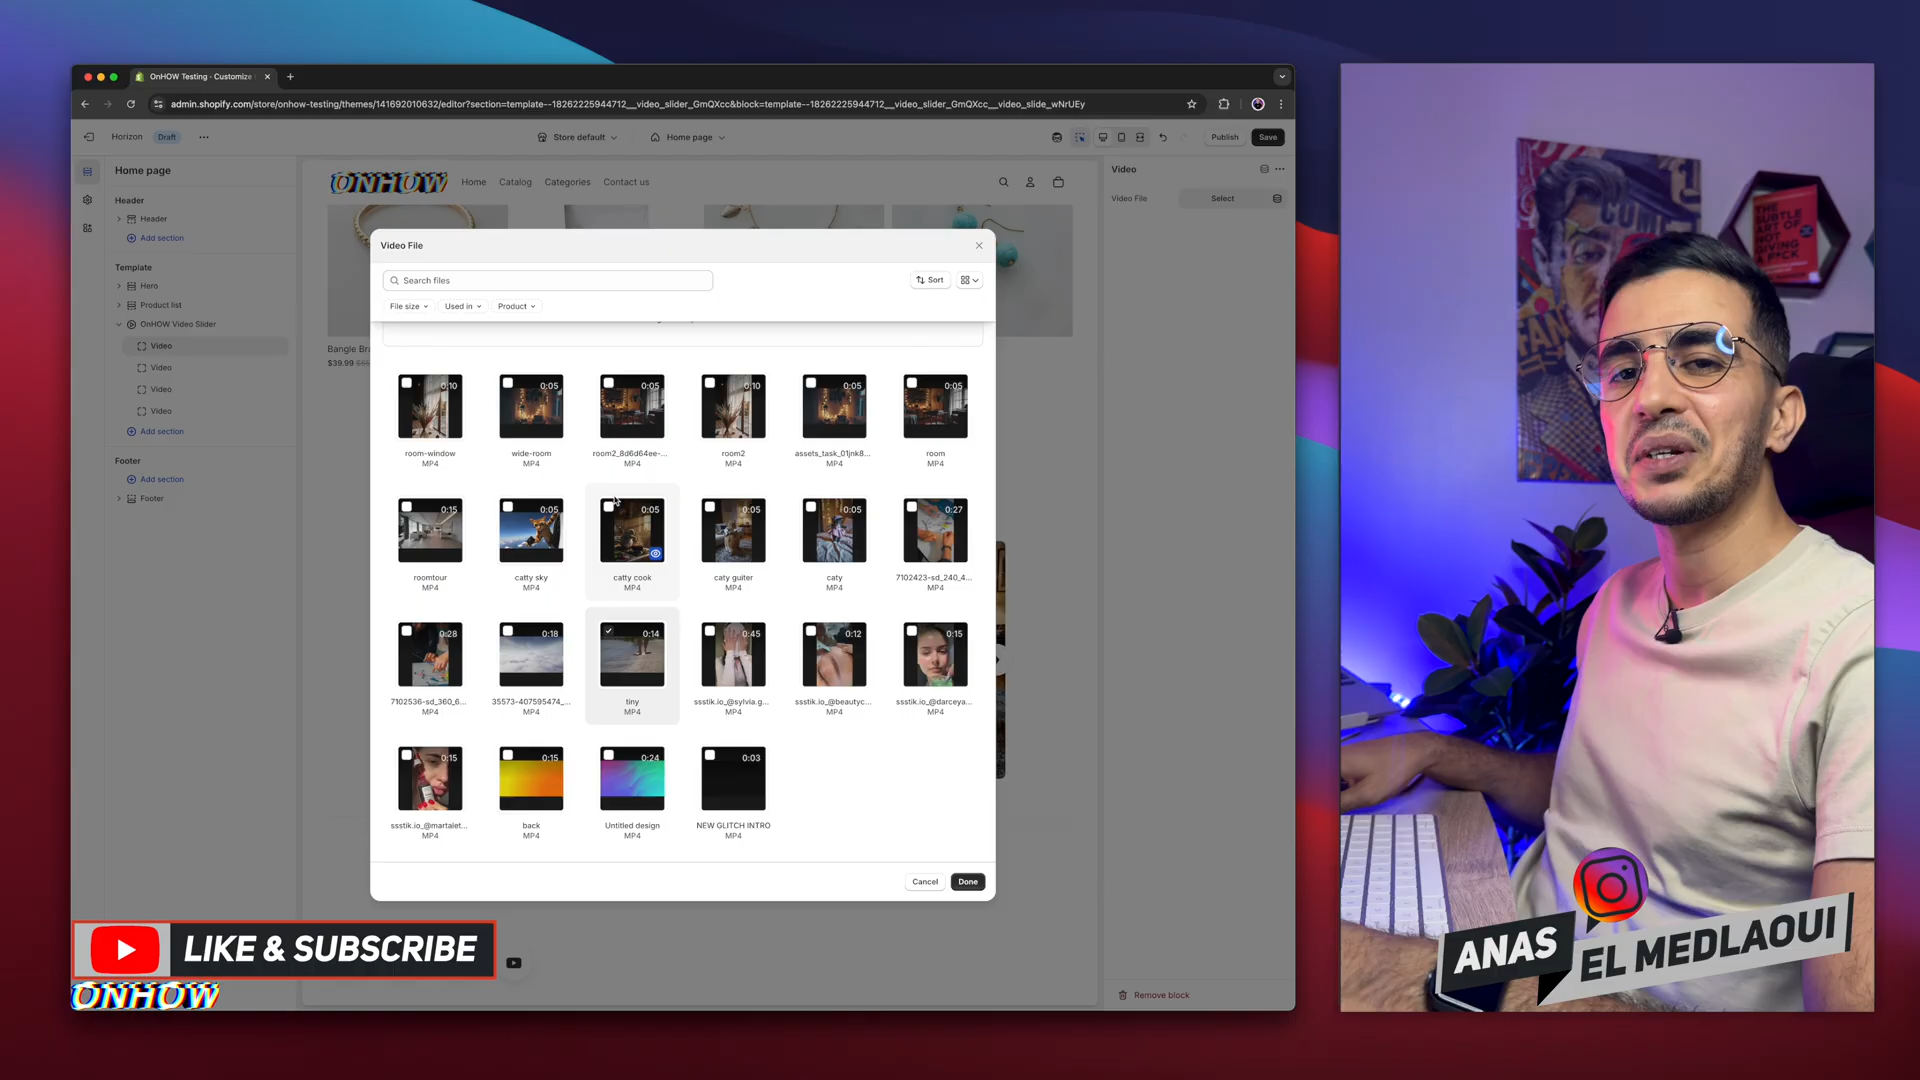 OnHOW Testing · Customize
admin.shopify.com/store/onhow-testing/themes/141692010632/editor?section=template--18262225944712__video_slider_GmQXcc&block=template--18262225944712__video_slider_GmQXcc__video_slide_wNrUEy
Horizon
Draft
Store default
Home page
Publish
Save
Home page
Header
Header
Add section
Template
Hero
Product list
OnHOW Video Slider
Video
Video
Video
Video
Add section
Footer
Add section
Footer
ONHOW
Home
Catalog
Categories
Contact us
Bangle Bra
$39.99
Video
Video File
Select
Remove block
Video File
Search files
Sort
File size
Used in
Product
0:10
0:05
0:05
0:10
0:05
0:05
room-window
wide-room
room2_8d6d64ee-...
room2
assets_task_01jnk8...
room
MP4
MP4
MP4
MP4
MP4
MP4
0:15
0:05
0:05
0:05
0:05
0:27
roomtour
catty sky
catty cook
caty guiter
caty
7102423-sd_240_4...
MP4
MP4
MP4
MP4
MP4
MP4
0:28
0:18
0:14
0:45
0:12
0:15
7102536-sd_360_6...
35573-407595474_...
tiny
ssstik.io_@sylvia.g...
ssstik.io_@beautyc...
ssstik.io_@darceya...
MP4
MP4
MP4
MP4
MP4
MP4
0:15
0:15
0:24
0:03
ssstik.io_@martalet...
back
Untitled design
NEW GLITCH INTRO
MP4
MP4
MP4
MP4
Cancel
Done
LIKE & SUBSCRIBE
ONHOW
THE
SUBTLE
ART OF
NOT
GIVING
A F*CK
ANAS
EL MEDLAOUI